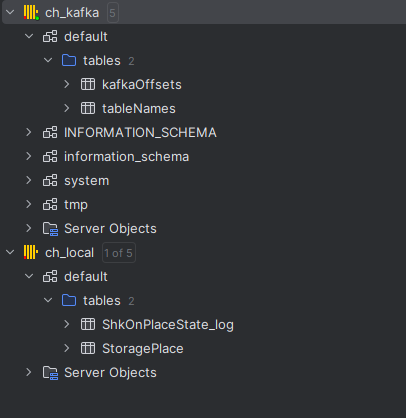 ch_kafka 5
default
tables 2
kafkaOffsets
tableNames
INFORMATION_SCHEMA
information_schema
system
tmp
Server Objects
ch_local 1 of 5
default
tables 2
ShkOnPlaceState_log
StoragePlace
Server Objects